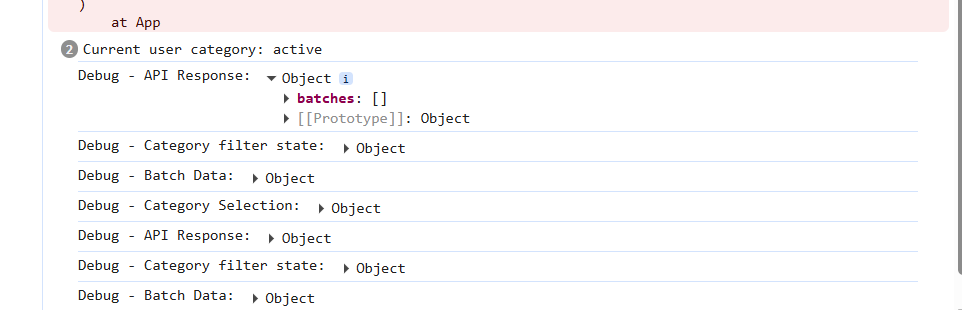 )
at App
2 Current user category: active
Debug - API Response: Object i
batches: []
[[Prototype]]: Object
Debug - Category filter state: Object
Debug - Batch Data: Object
Debug - Category Selection: Object
Debug - API Response: Object
Debug - Category filter state: Object
Debug - Batch Data: Object